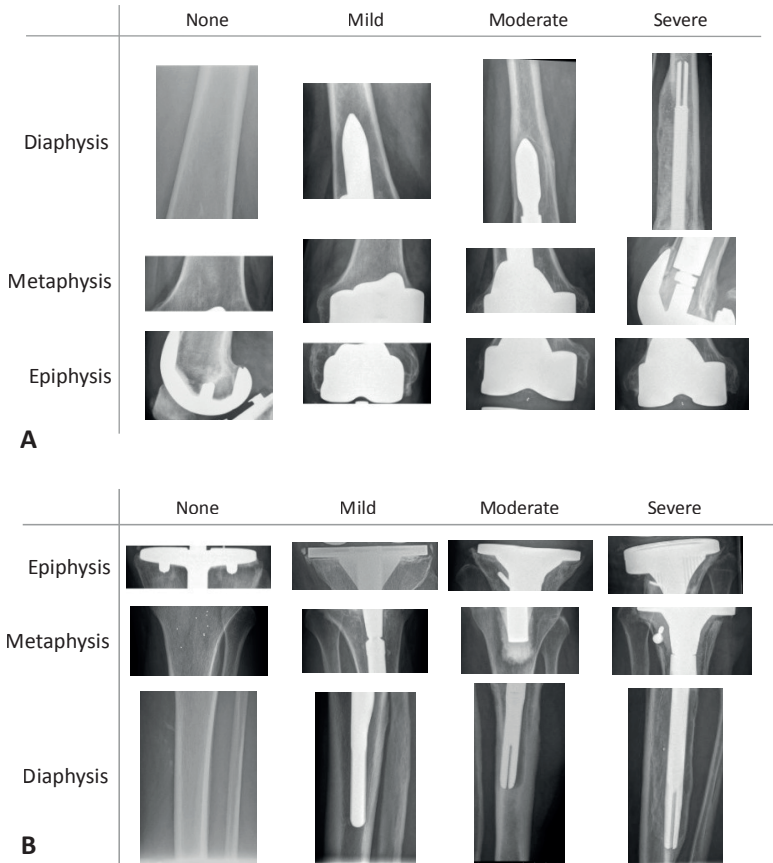 None Mild Moderate Severe
Diaphysis
Metaphysis
Epiphysis
A
None Mild Moderate Severe
Epiphysis
Metaphysis
Diaphysis
B